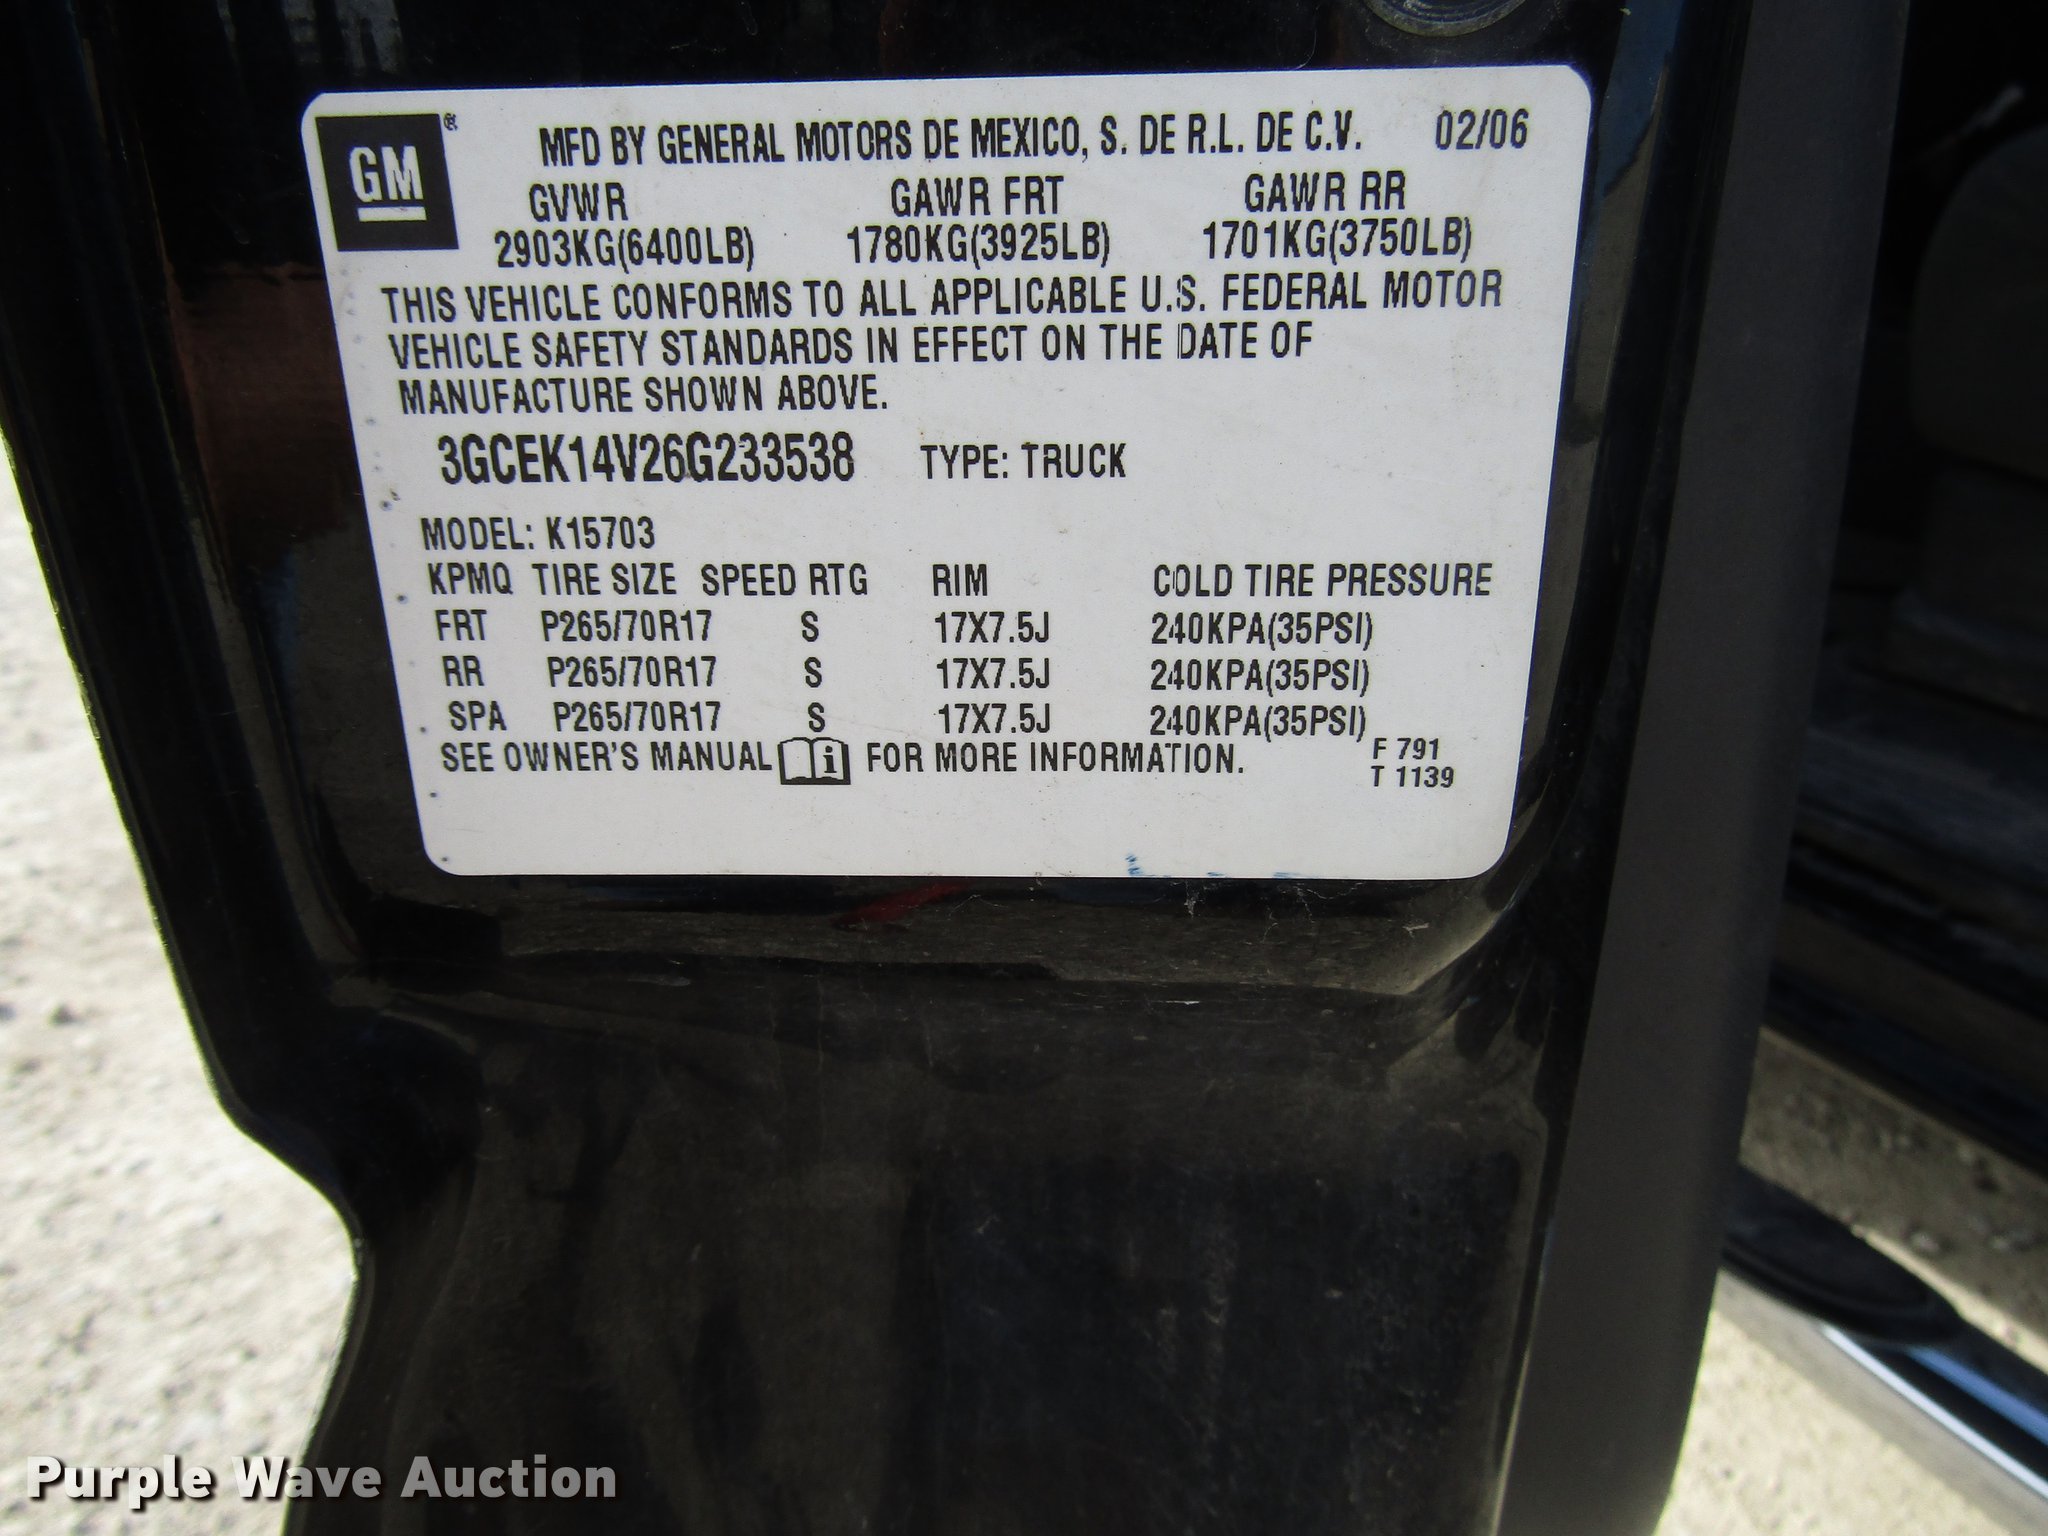 GM®
MFD BY GENERAL MOTORS DE MEXICO, S. DE R.L. DE C.V. 02/06
GVWR GAWR FRT GAWR RR
2903KG(6400LB) 1780KG(3925LB) 1701KG(3750LB)
THIS VEHICLE CONFORMS TO ALL APPLICABLE U.S. FEDERAL MOTOR
VEHICLE SAFETY STANDARDS IN EFFECT ON THE DATE OF
MANUFACTURE SHOWN ABOVE.
3GCEK14V26G233538 TYPE: TRUCK
MODEL: K15703
KPMQ TIRE SIZE SPEED RTG RIM COLD TIRE PRESSURE
FRT P265/70R17 S 17X7.5J 240KPA(35PSI)
RR P265/70R17 S 17X7.5J 240KPA(35PSI)
SPA P265/70R17 S 17X7.5J 240KPA(35PSI)
SEE OWNER'S MANUAL i FOR MORE INFORMATION.
F 791
T 1139
Purple Wave Auction